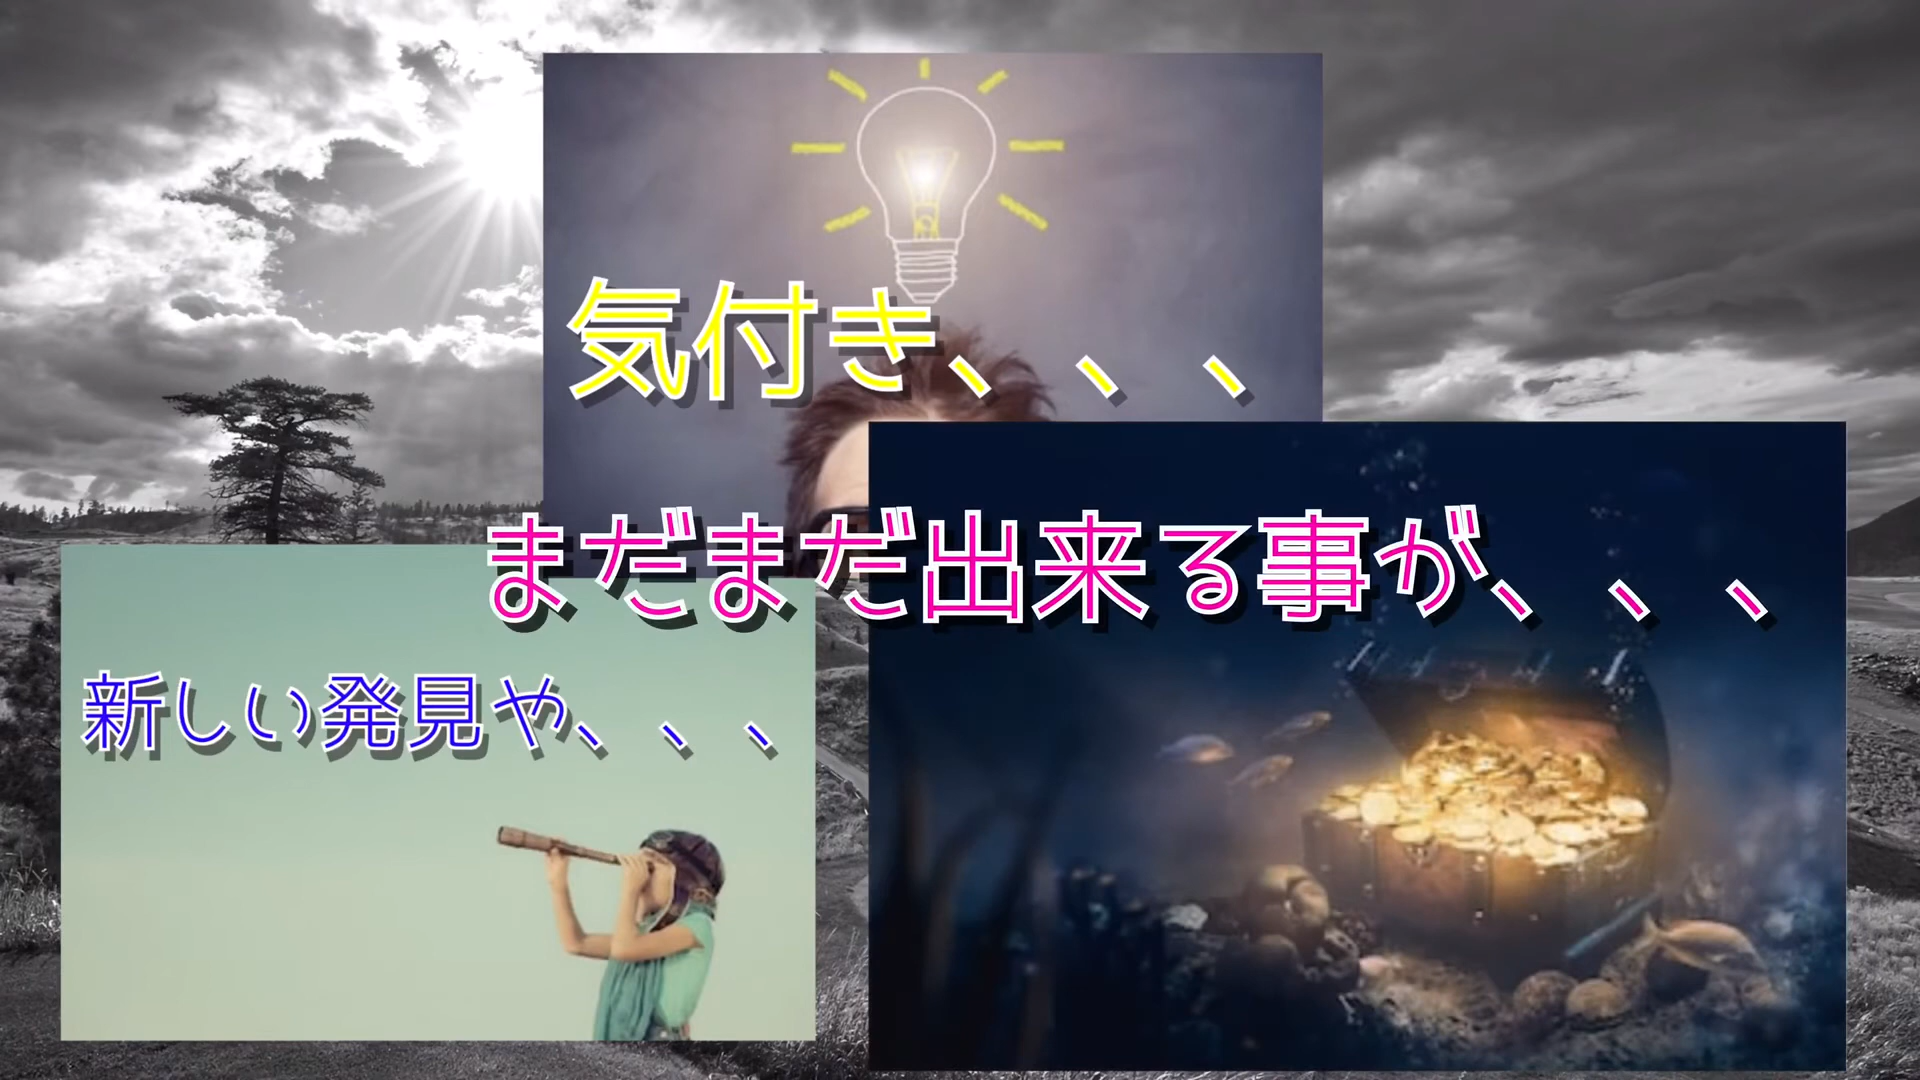 気付き、、、
まだまだ出来る事が、、、
新しい発見や、、、